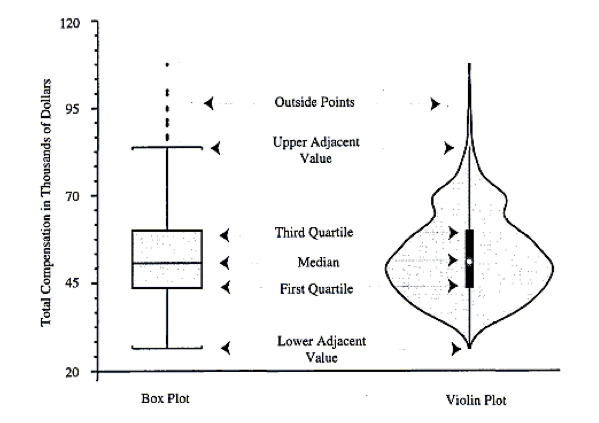 120
95
70
45
20
Total Compensation in Thousands of Dollars
Outside Points
Upper Adjacent
Value
Third Quartile
Median
First Quartile
Lower Adjacent
Value
Box Plot
Violin Plot